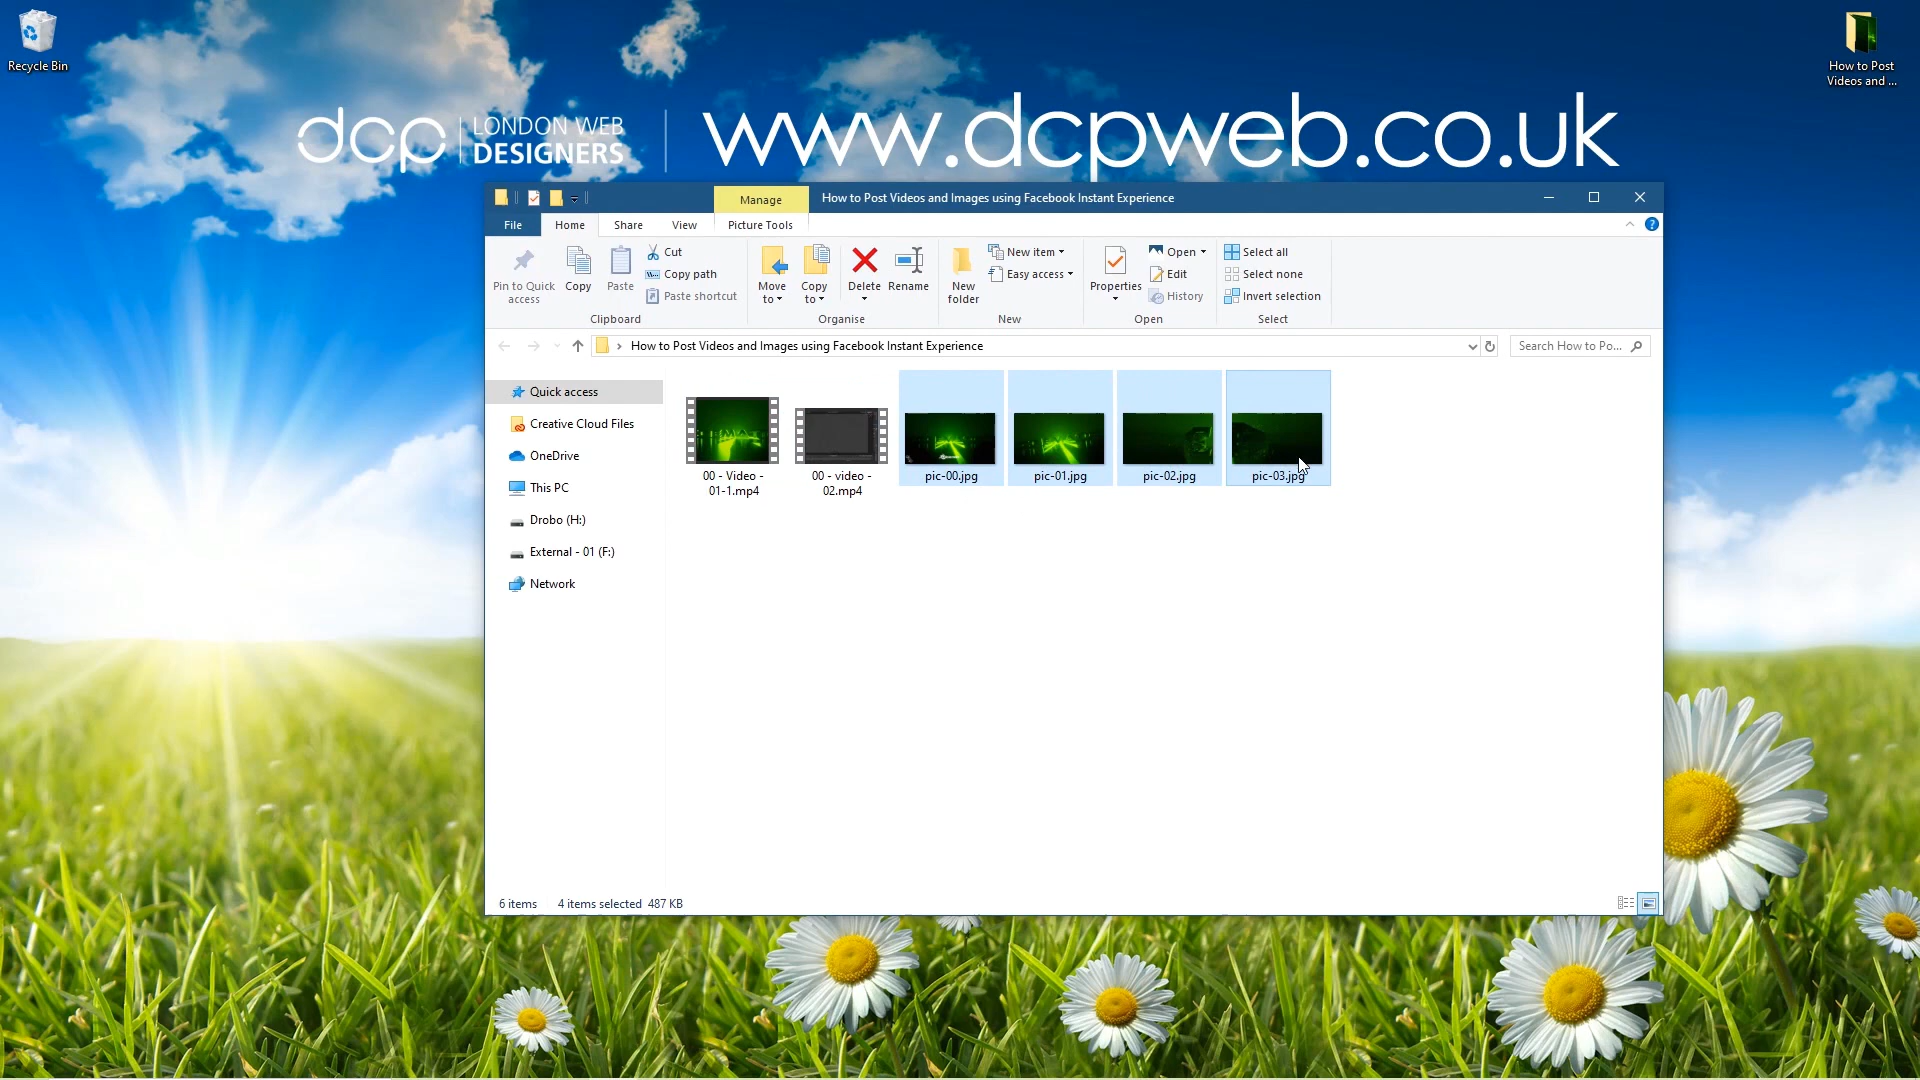 Recycle Bin
How to Post
Videos and ...
dcp LONDON WEB DESIGNERS www.dcpweb.co.uk
Manage How to Post Videos and Images using Facebook Instant Experience
File Home Share View Picture Tools
Pin to Quick access
Copy
Paste
Cut
Copy path
Paste shortcut
Clipboard
Move to
Copy to
Delete
Rename
Organise
New folder
New item
Easy access
New
Properties
Open
Edit
History
Open
Select all
Select none
Invert selection
Select
How to Post Videos and Images using Facebook Instant Experience
Search How to Po...
Quick access
Creative Cloud Files
OneDrive
This PC
Drobo (H:)
External - 01 (F:)
Network
00 - Video -
01-1.mp4
00 - video -
02.mp4
pic-00.jpg
pic-01.jpg
pic-02.jpg
pic-03.jpg
6 items 4 items selected 487 KB